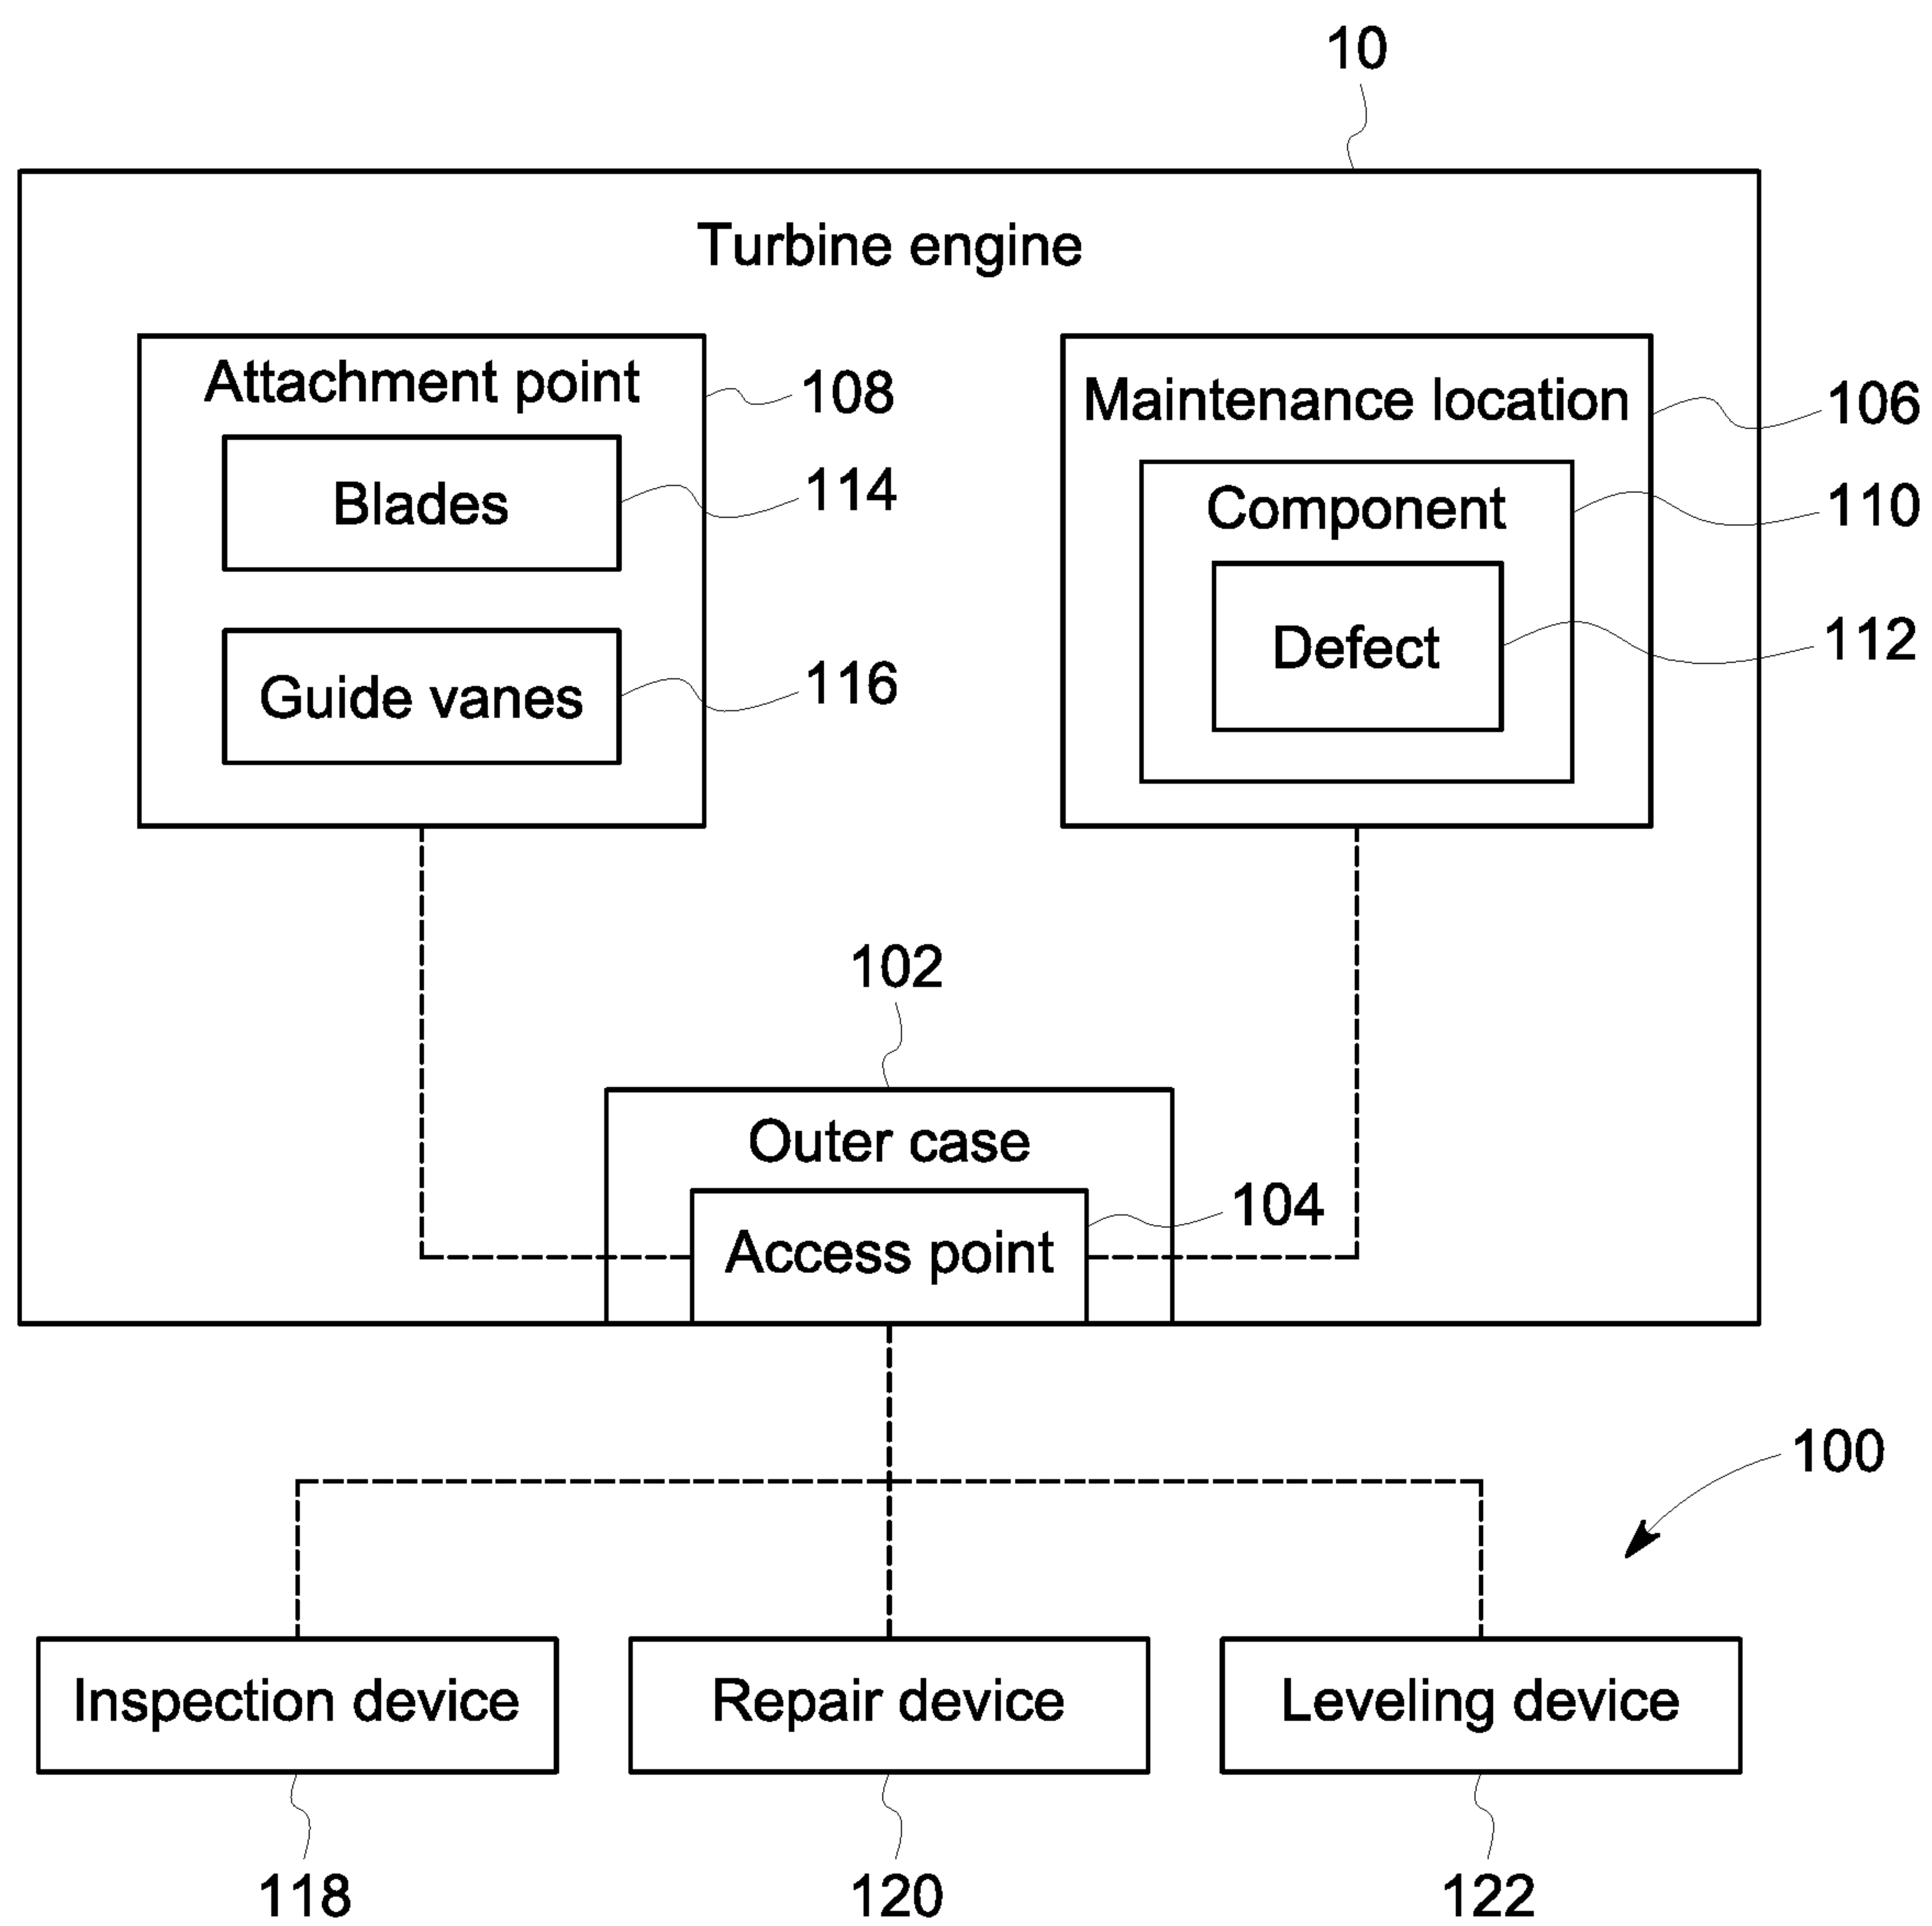 10
Turbine engine
Attachment point
108
Blades
114
Guide vanes
116
Maintenance location
106
Component
110
Defect
112
102
Outer case
104
Access point
100
Inspection device
Repair device
Leveling device
118
120
122